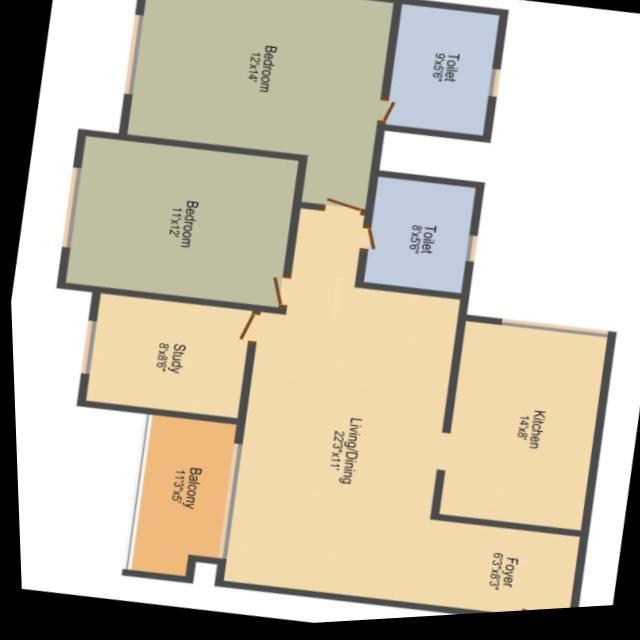 Bedroom
12'x14'
Toilet
9'x5'6"
Bedroom
11'x12'
Toilet
8'x5'6"
Study
8'x8'6"
Living/Dining
22'3"x11'
Kitchen
14'x8'
Balcony
11'3"x5'
Foyer
6'3"x8'3"